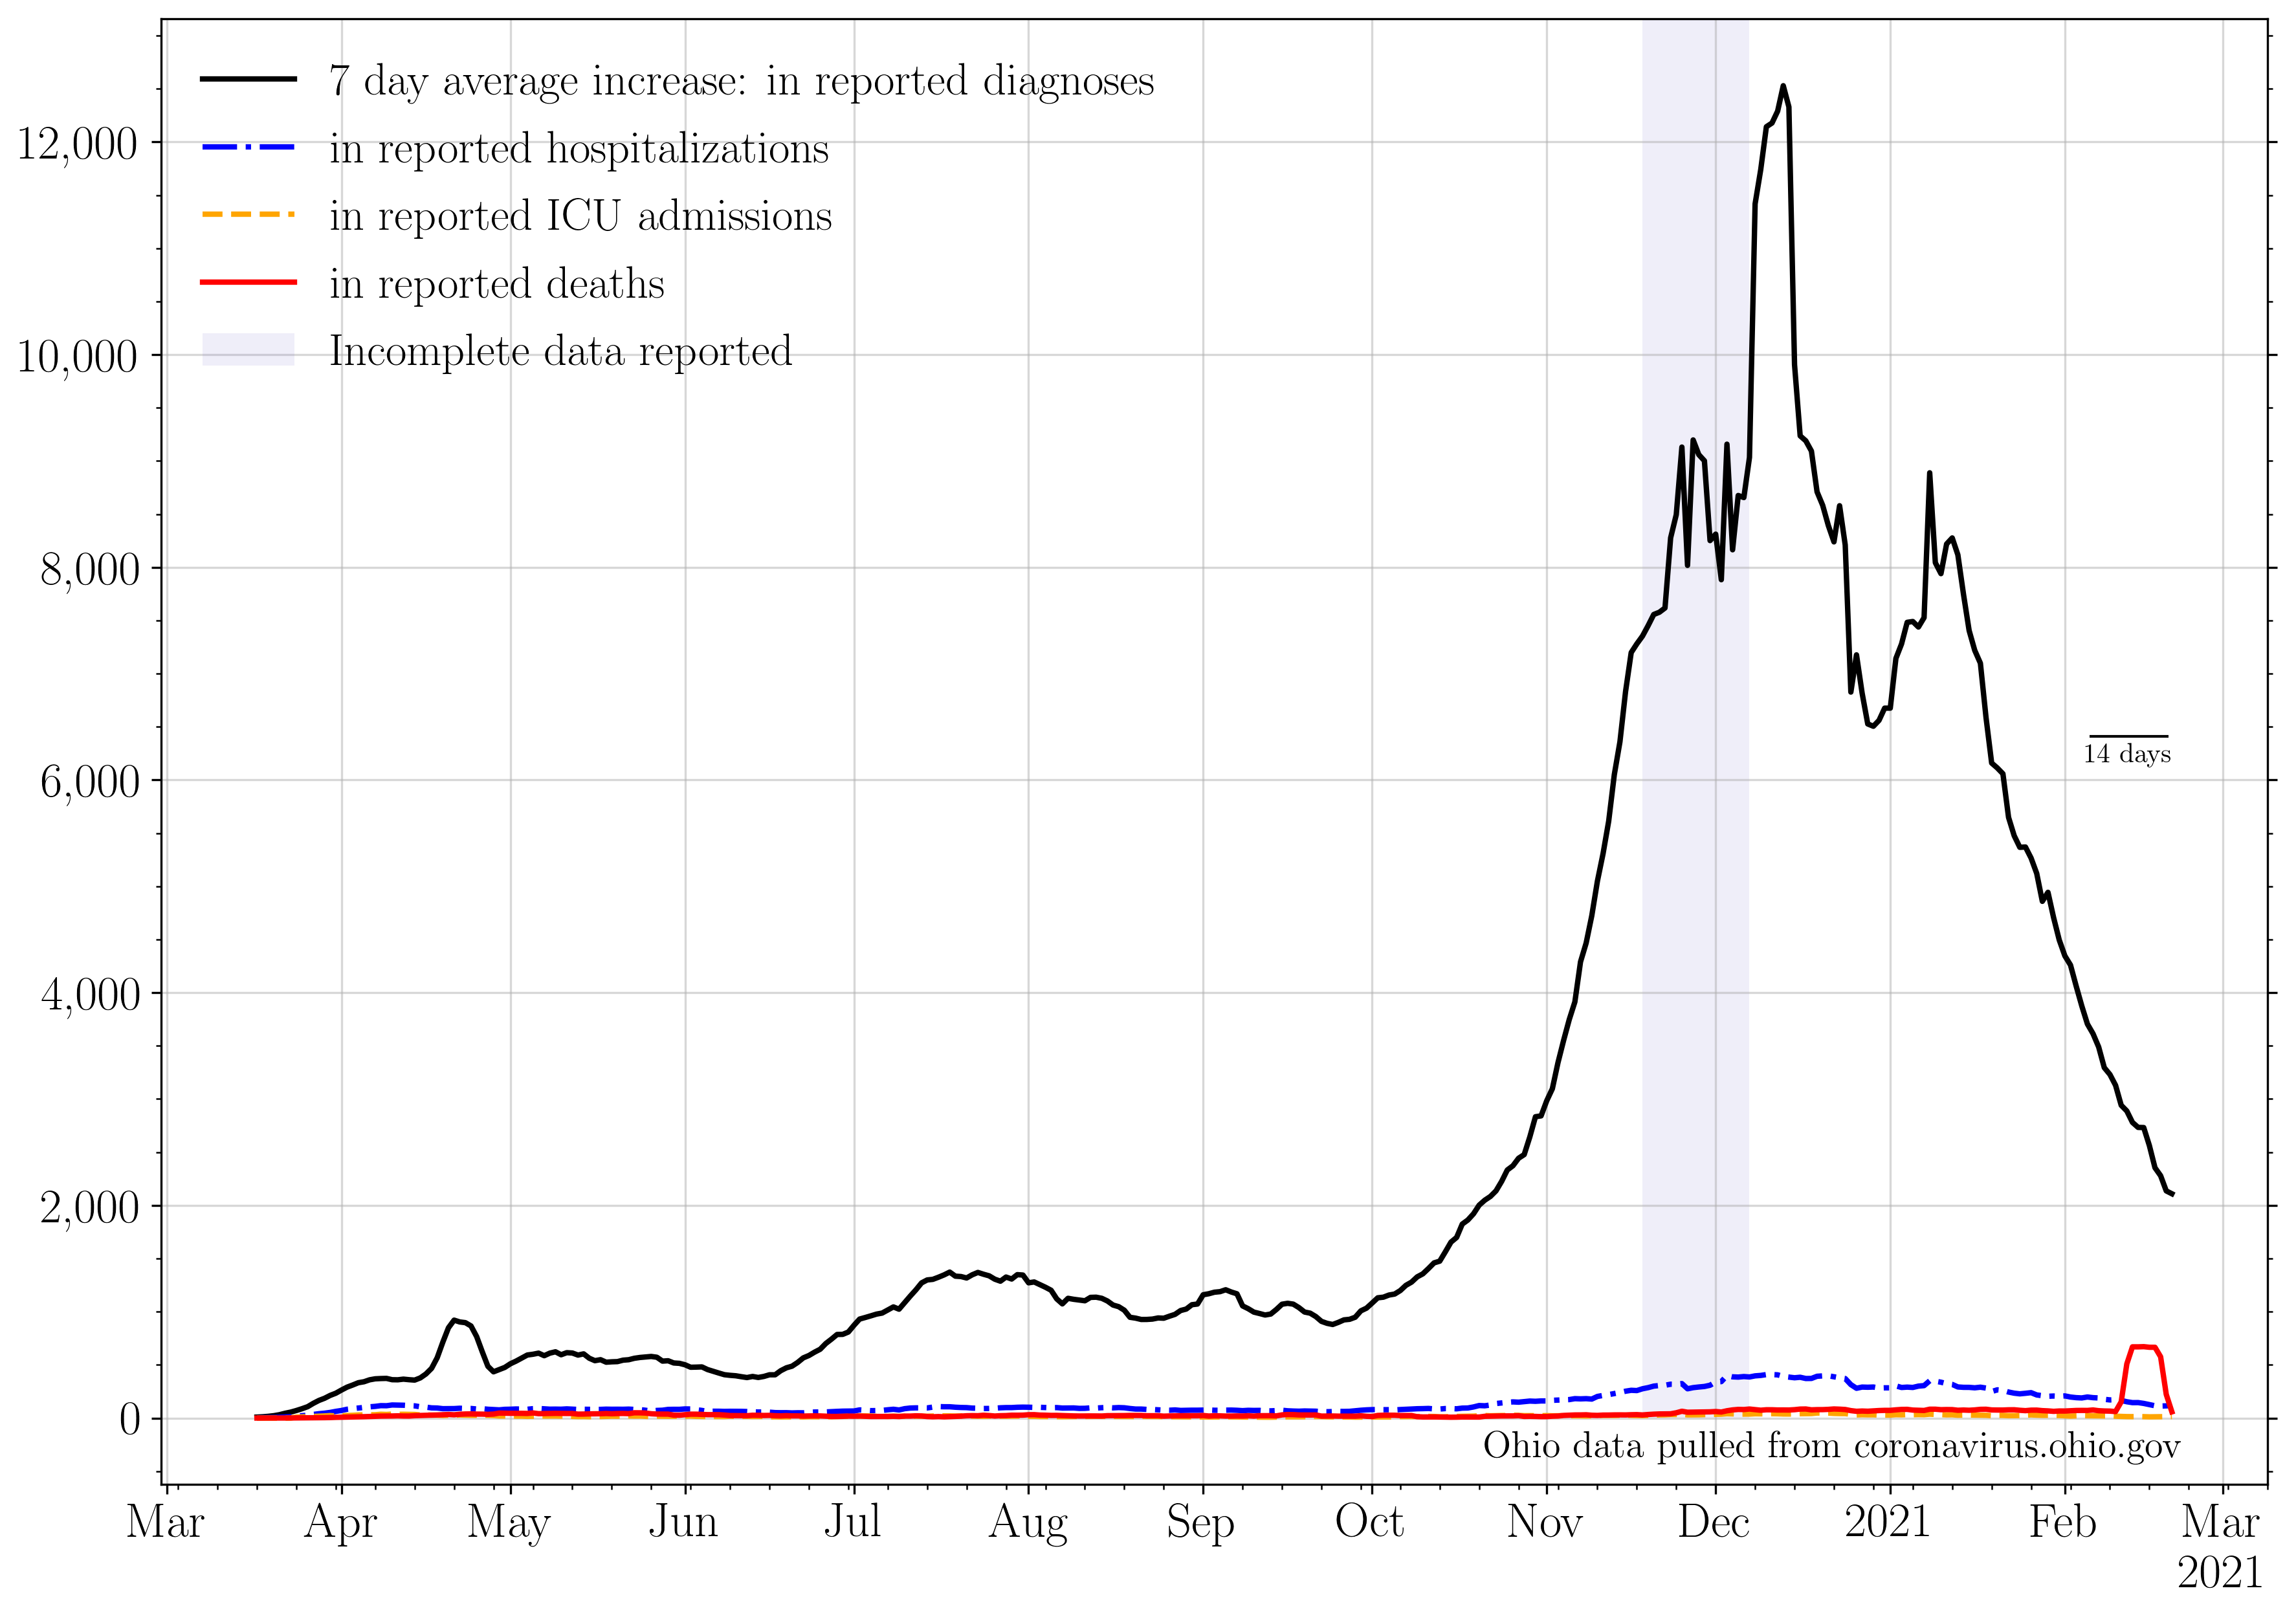 7 day average increase: in reported diagnoses
in reported hospitalizations
in reported ICU admissions
in reported deaths
Incomplete data reported
12,000
10,000
8,000
6,000
4,000
2,000
0
14 days
Ohio data pulled from coronavirus.ohio.gov
Mar Apr May Jun Jul Aug Sep Oct Nov Dec 2021 Feb Mar
2021